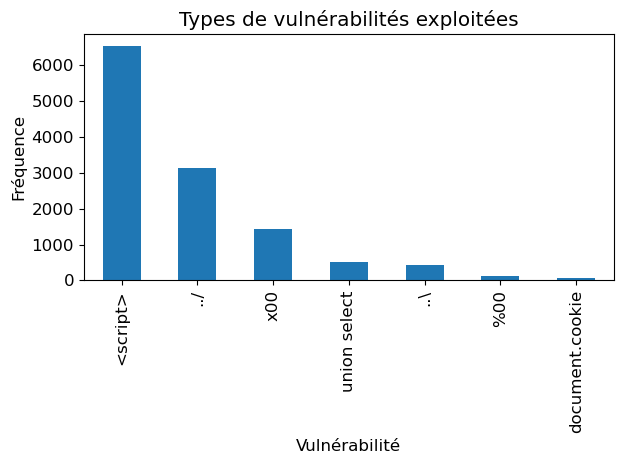 Types de vulnérabilités exploitées
Fréquence
6000
5000
4000
3000
2000
1000
0
<script>
../
x00
union select
..\
%00
document.cookie
Vulnérabilité